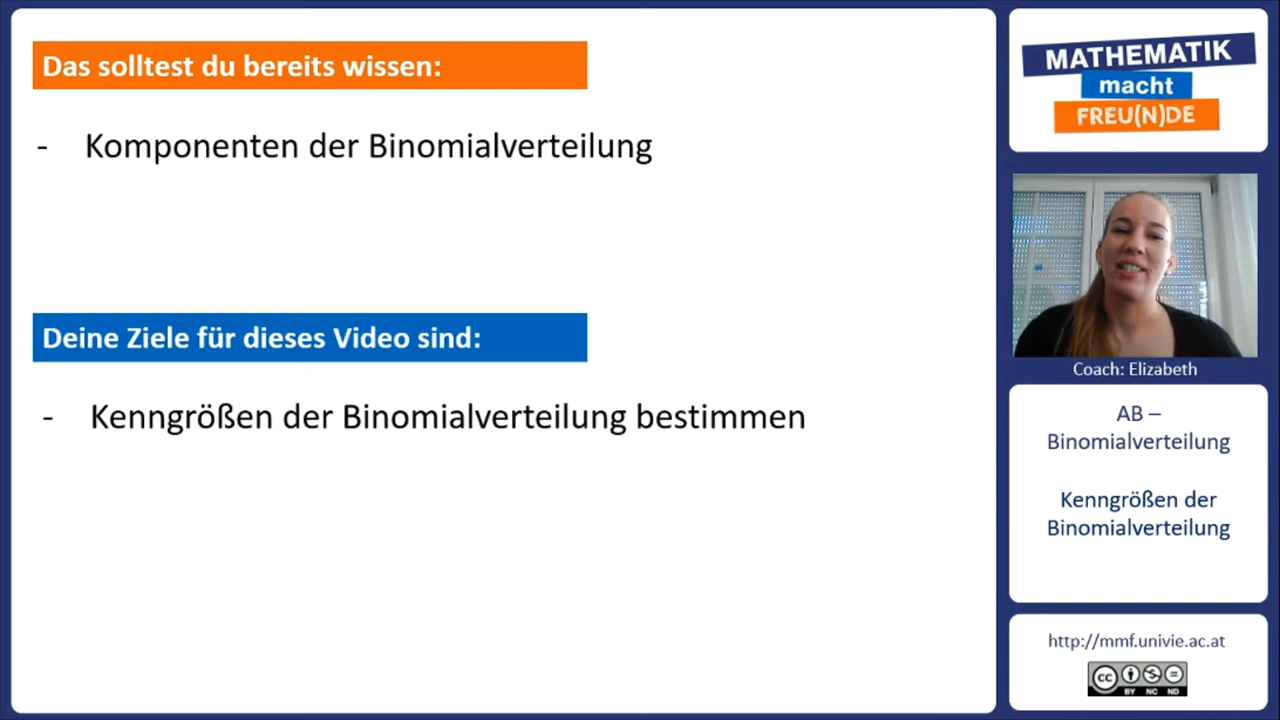 Das solltest du bereits wissen:
- Komponenten der Binomialverteilung
Deine Ziele für dieses Video sind:
- Kenngrößen der Binomialverteilung bestimmen
MATHEMATIK
macht
FREU(N)DE
Coach: Elizabeth
AB –
Binomialverteilung
Kenngrößen der
Binomialverteilung
http://mmf.univie.ac.at
cc
BY NC ND